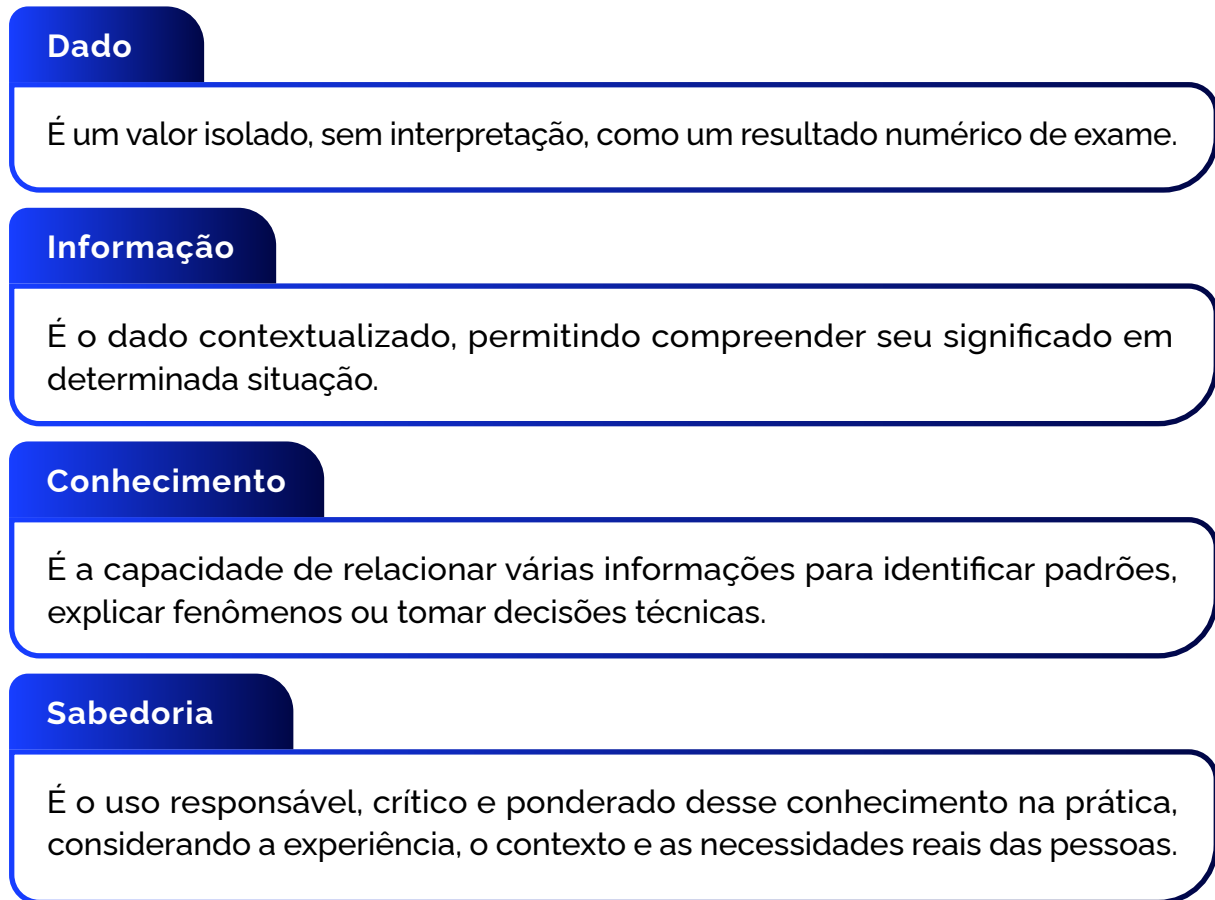 Dado
É um valor isolado, sem interpretação, como um resultado numérico de exame.
Informação
É o dado contextualizado, permitindo compreender seu significado em
determinada situação.
Conhecimento
É a capacidade de relacionar várias informações para identificar padrões,
explicar fenômenos ou tomar decisões técnicas.
Sabedoria
É o uso responsável, crítico e ponderado desse conhecimento na prática,
considerando a experiência, o contexto e as necessidades reais das pessoas.